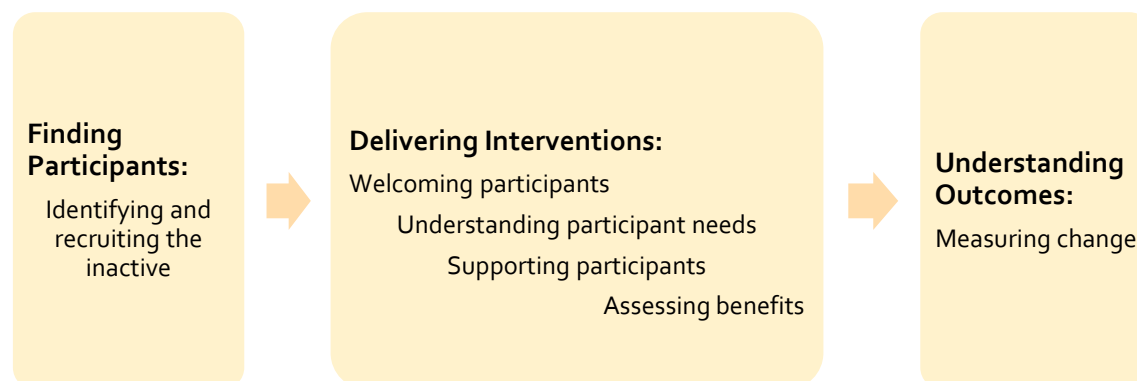 Finding
Participants:
Identifying and
recruiting the
inactive
Delivering Interventions:
Welcoming participants
Understanding participant needs
Supporting participants
Assessing benefits
Understanding
Outcomes:
Measuring change